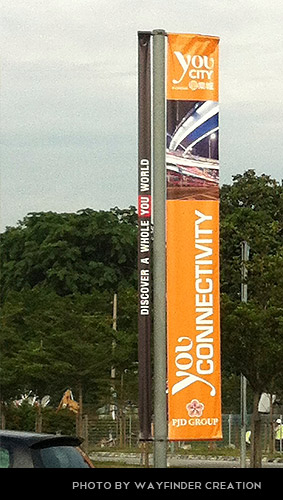 you
CITY
DISCOVER A WHOLE YOU WORLD
you
CONNECTIVITY
PJD GROUP
PHOTO BY WAYFINDER CREATION